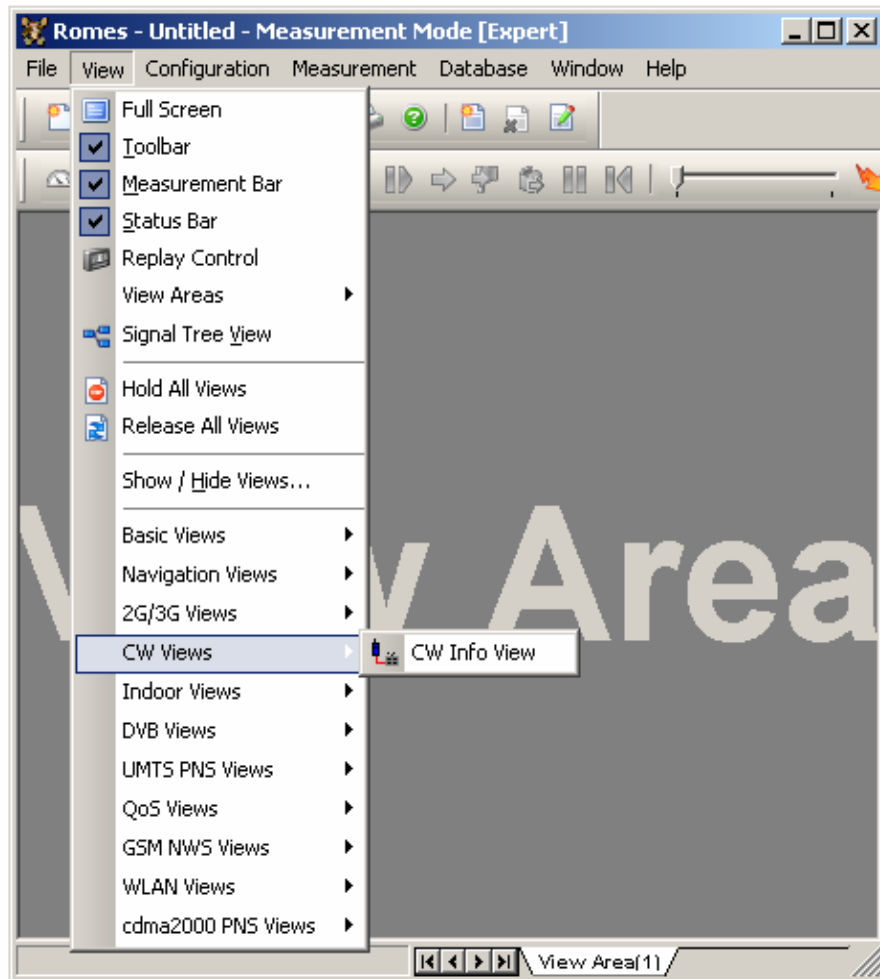 Romes - Untitled - Measurement Mode [Expert]
File View Configuration Measurement Database Window Help
Full Screen
Toolbar
Measurement Bar
Status Bar
Replay Control
View Areas
Signal Tree View
Hold All Views
Release All Views
Show / Hide Views...
Basic Views
Navigation Views
2G/3G Views
CW Views
CW Info View
Indoor Views
DVB Views
UMTS PNS Views
QoS Views
GSM NWS Views
WLAN Views
cdma2000 PNS Views
Area
View Area(1)